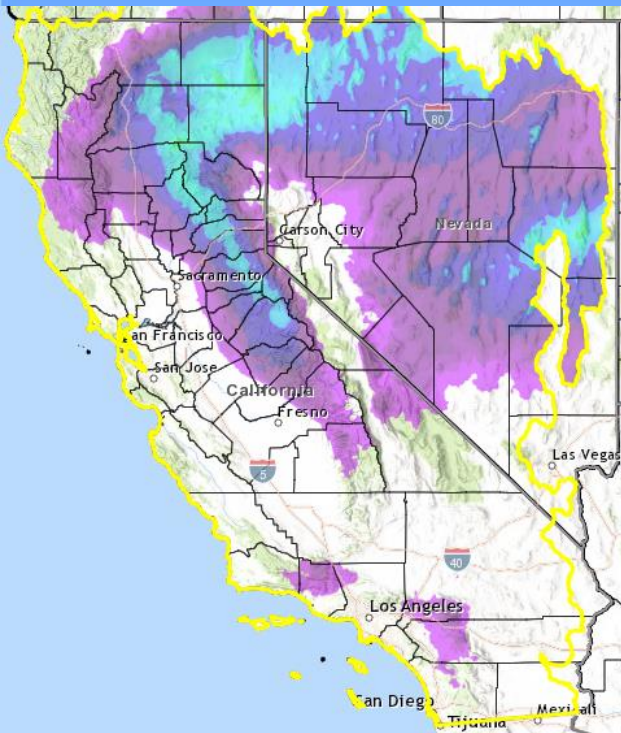 80
Nevada
Carson City
Sacramento
an Francisco
San Jose
California
Fresno
5
Las Vegas
40
Los Angeles
San Diego
Mexicali
Tijuana